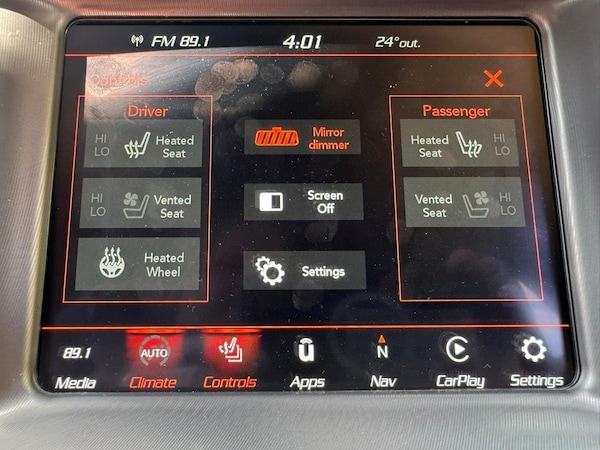 FM 89.1 4:01 24° out.
Controls
Driver
HI
LO
Heated
Seat
HI
LO
Vented
Seat
Heated
Wheel
Mirror
dimmer
Screen
Off
Settings
Passenger
Heated
Seat
HI
LO
Vented
Seat
HI
LO
89.1
Media
AUTO
Climate
Controls
Apps
N
Nav
CarPlay
Settings